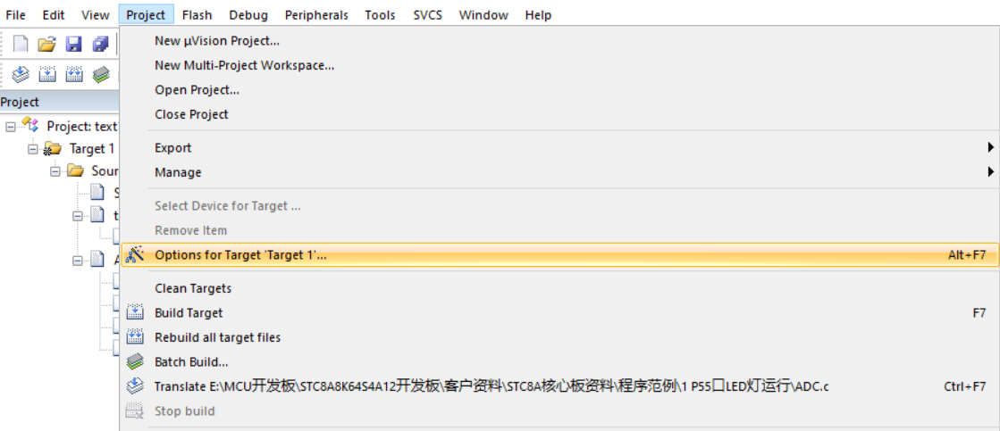 File Edit View Project Flash Debug Peripherals Tools SVCS Window Help
New µVision Project...
New Multi-Project Workspace...
Open Project...
Close Project
Export
Manage
Select Device for Target ...
Remove Item
Options for Target 'Target 1'... Alt+F7
Clean Targets
Build Target F7
Rebuild all target files
Batch Build...
Translate E:\MCU开发板\STC8A8K64S4A12开发板\客户资料\STC8A核心板资料\程序范例\1 P55口LED灯运行\ADC.c Ctrl+F7
Stop build
Project
Project: text
Target 1
Sour
S
t
A